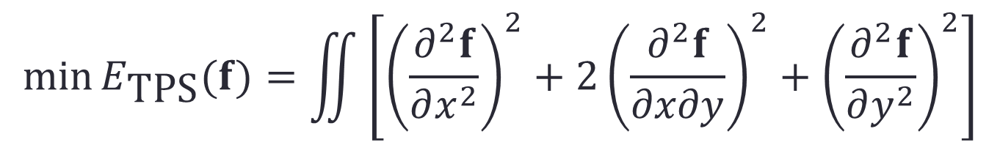 min E_TPS(𝐟) = ∬ [(∂²𝐟/∂x²)² + 2(∂²𝐟/∂x∂y)² + (∂²𝐟/∂y²)²]